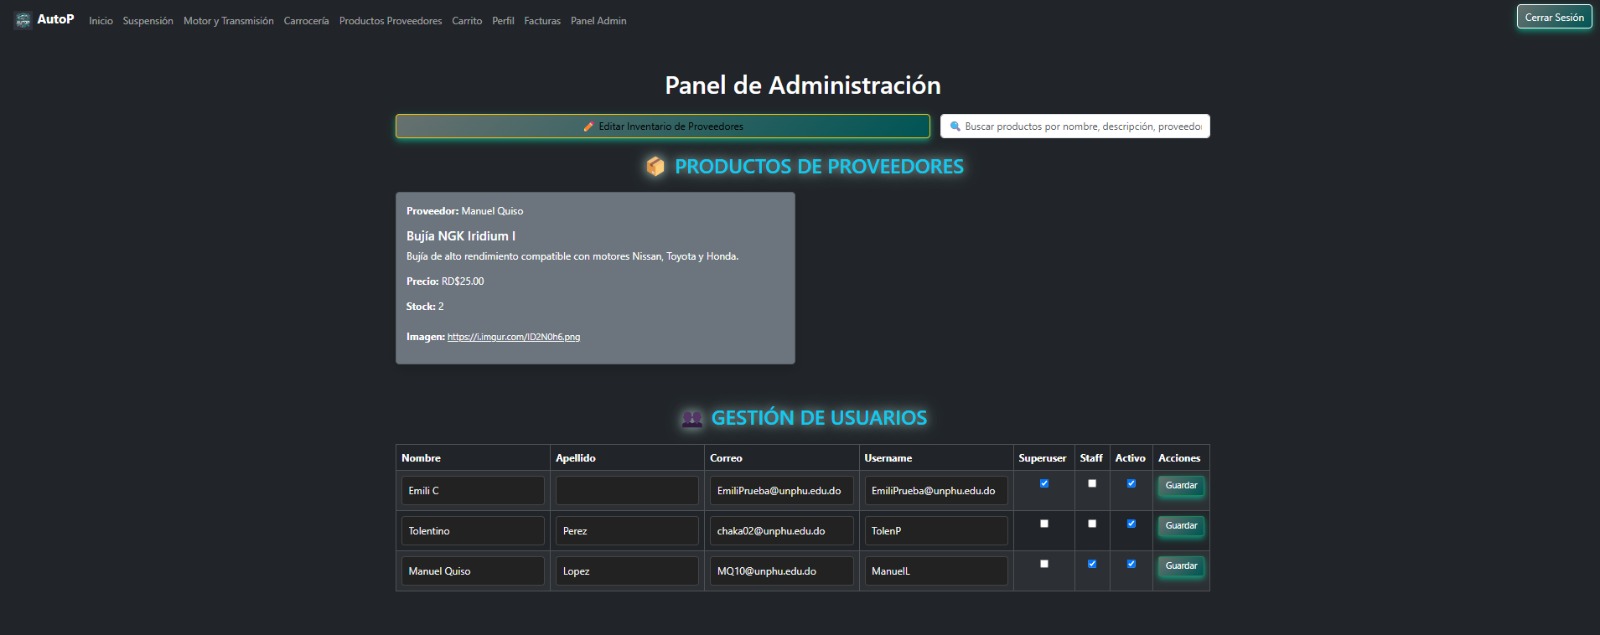 AutoP Inicio Suspensión Motor y Transmisión Carrocería Productos Proveedores Carrito Perfil Facturas Panel Admin Cerrar Sesión
Panel de Administración
Editar Inventario de Proveedores
Buscar productos por nombre, descripción, proveedo
PRODUCTOS DE PROVEEDORES
Proveedor: Manuel Quiso
Bujía NGK Iridium I
Bujía de alto rendimiento compatible con motores Nissan, Toyota y Honda.
Precio: RD$25.00
Stock: 2
Imagen: https://i.imgur.com/ID2N0h6.png
GESTIÓN DE USUARIOS
Nombre Apellido Correo Username Superuser Staff Activo Acciones
Emili C EmiliPrueba@unphu.edu.do EmiliPrueba@unphu.edu.do Guardar
Tolentino Perez chaka02@unphu.edu.do TolenP Guardar
Manuel Quiso Lopez MQ10@unphu.edu.do ManuelL Guardar